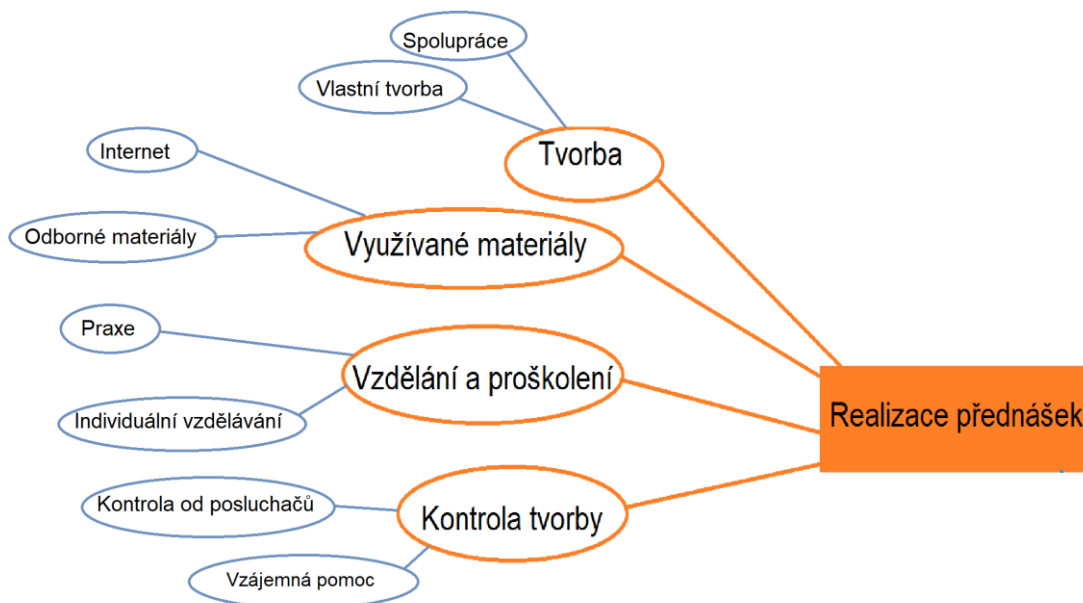 Spolupráce
Vlastní tvorba
Tvorba
Internet
Odborné materiály
Využívané materiály
Praxe
Vzdělání a proškolení
Individuální vzdělávání
Realizace přednášek
Kontrola od posluchačů
Kontrola tvorby
Vzájemná pomoc